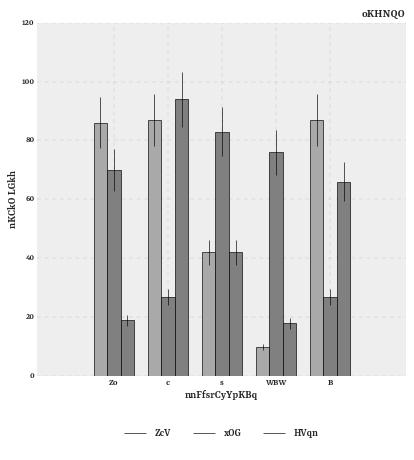 oKHNQO
120
100
80
60
40
20
0
nKCkO LGkh
Zo c s WBW B
nnFfsrCyYpKBq
ZcV xOG HVqn